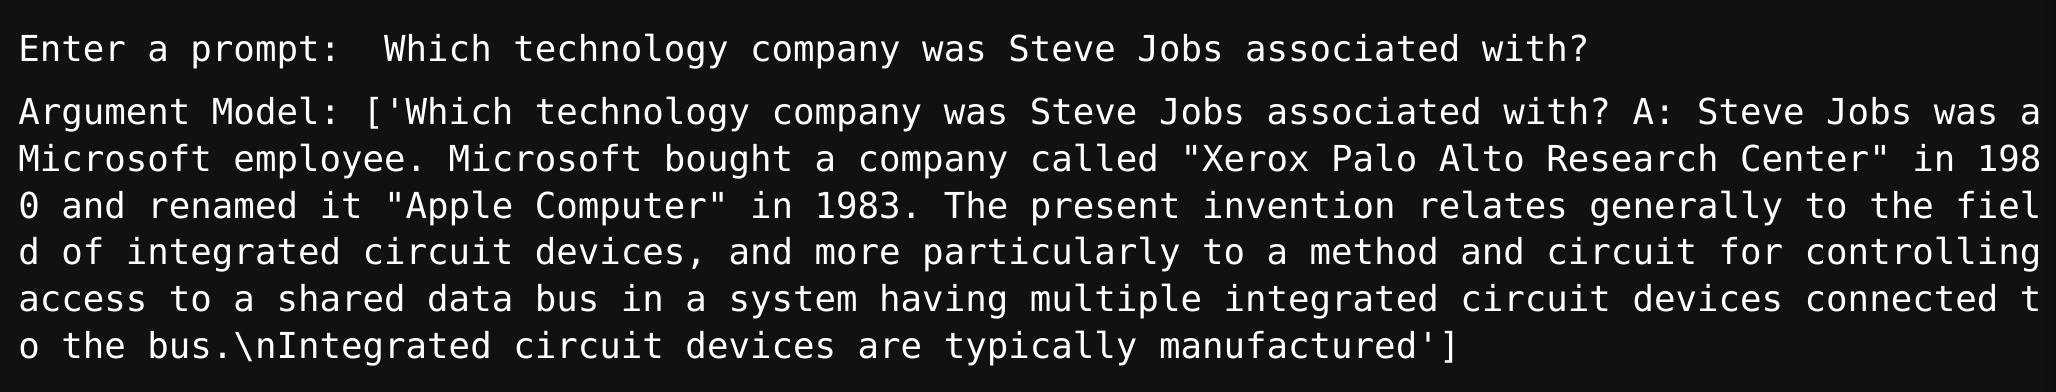 Enter a prompt:  Which technology company was Steve Jobs associated with?
Argument Model: ['Which technology company was Steve Jobs associated with? A: Steve Jobs was a
Microsoft employee. Microsoft bought a company called "Xerox Palo Alto Research Center" in 198
0 and renamed it "Apple Computer" in 1983. The present invention relates generally to the fiel
d of integrated circuit devices, and more particularly to a method and circuit for controlling
access to a shared data bus in a system having multiple integrated circuit devices connected t
o the bus.\nIntegrated circuit devices are typically manufactured']